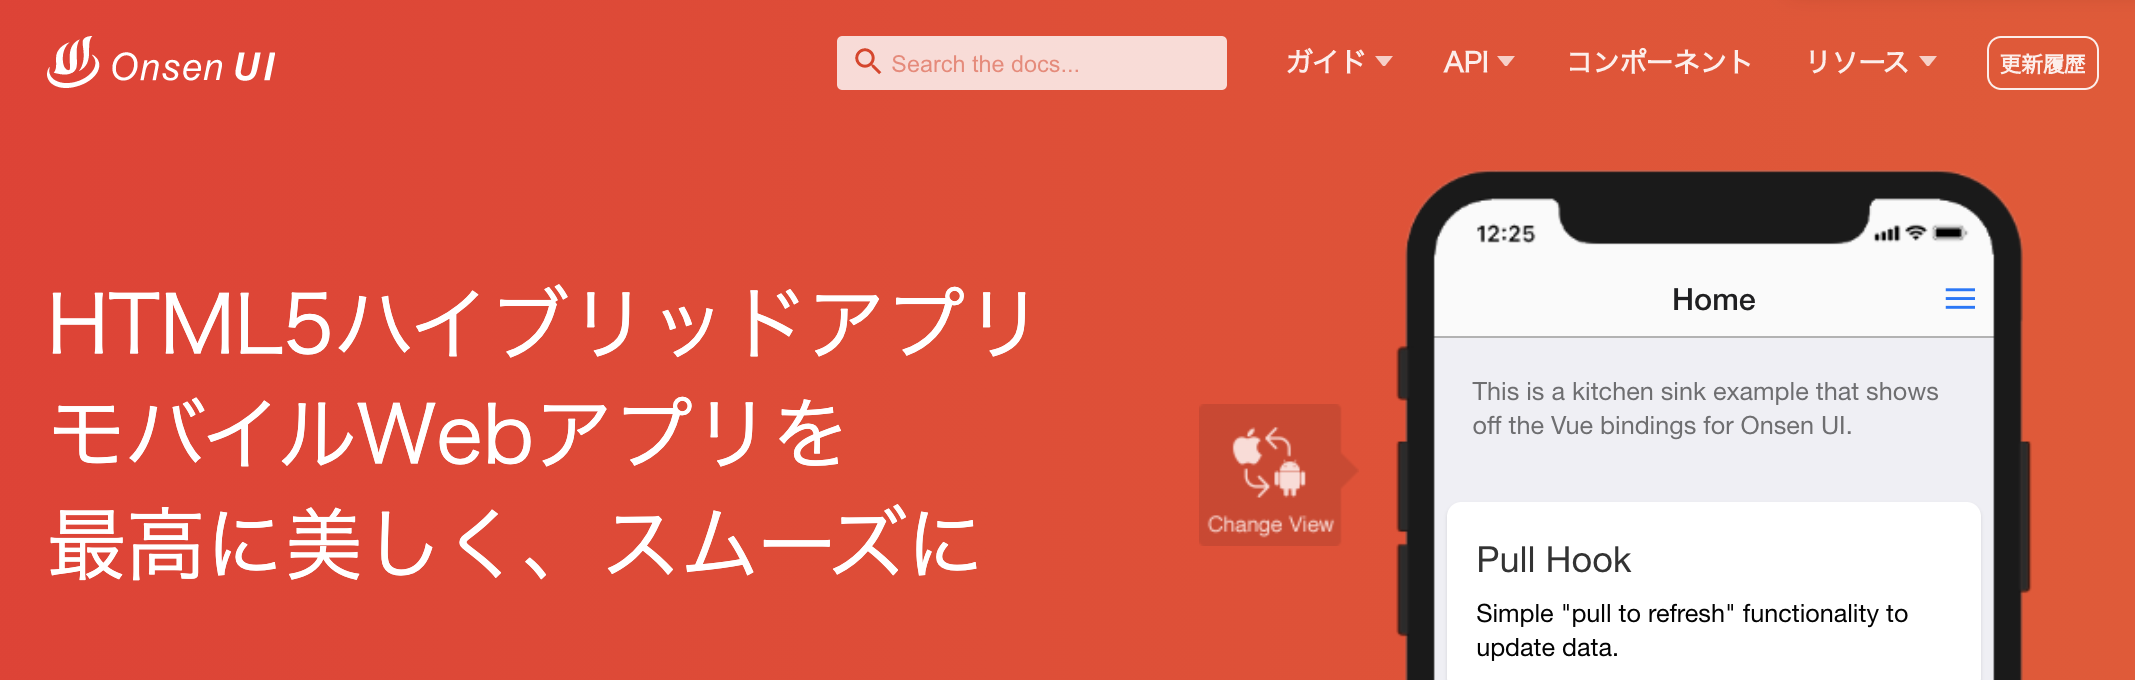 Onsen UI
Search the docs...
ガイド
API
コンポーネント
リソース
更新履歴
HTML5ハイブリッドアプリ
モバイルWebアプリを
最高に美しく、スムーズに
Change View
12:25
Home
This is a kitchen sink example that shows
off the Vue bindings for Onsen UI.
Pull Hook
Simple "pull to refresh" functionality to
update data.